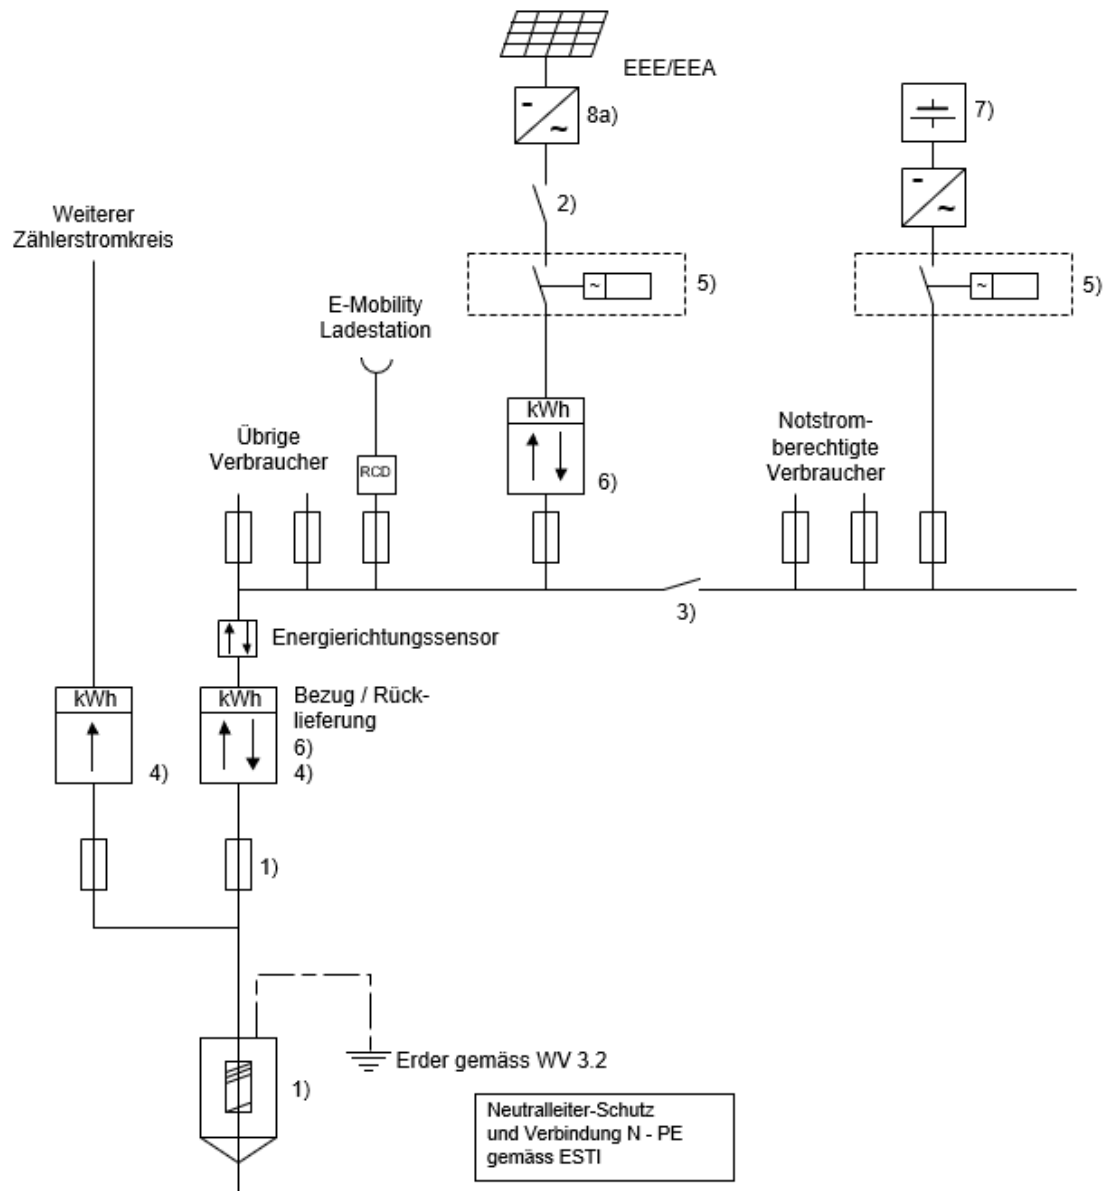 EEE/EEA
8a)
7)
2)
Weiterer
Zählerstromkreis
5)
5)
E-Mobility
Ladestation
kWh
Übrige
Verbraucher
Notstrom-
berechtigte
Verbraucher
RCD
6)
3)
Energierichtungssensor
kWh
4)
kWh
Bezug / Rück-
lieferung
6)
4)
1)
Erder gemäss WV 3.2
1)
Neutralleiter-Schutz
und Verbindung N - PE
gemäss ESTI